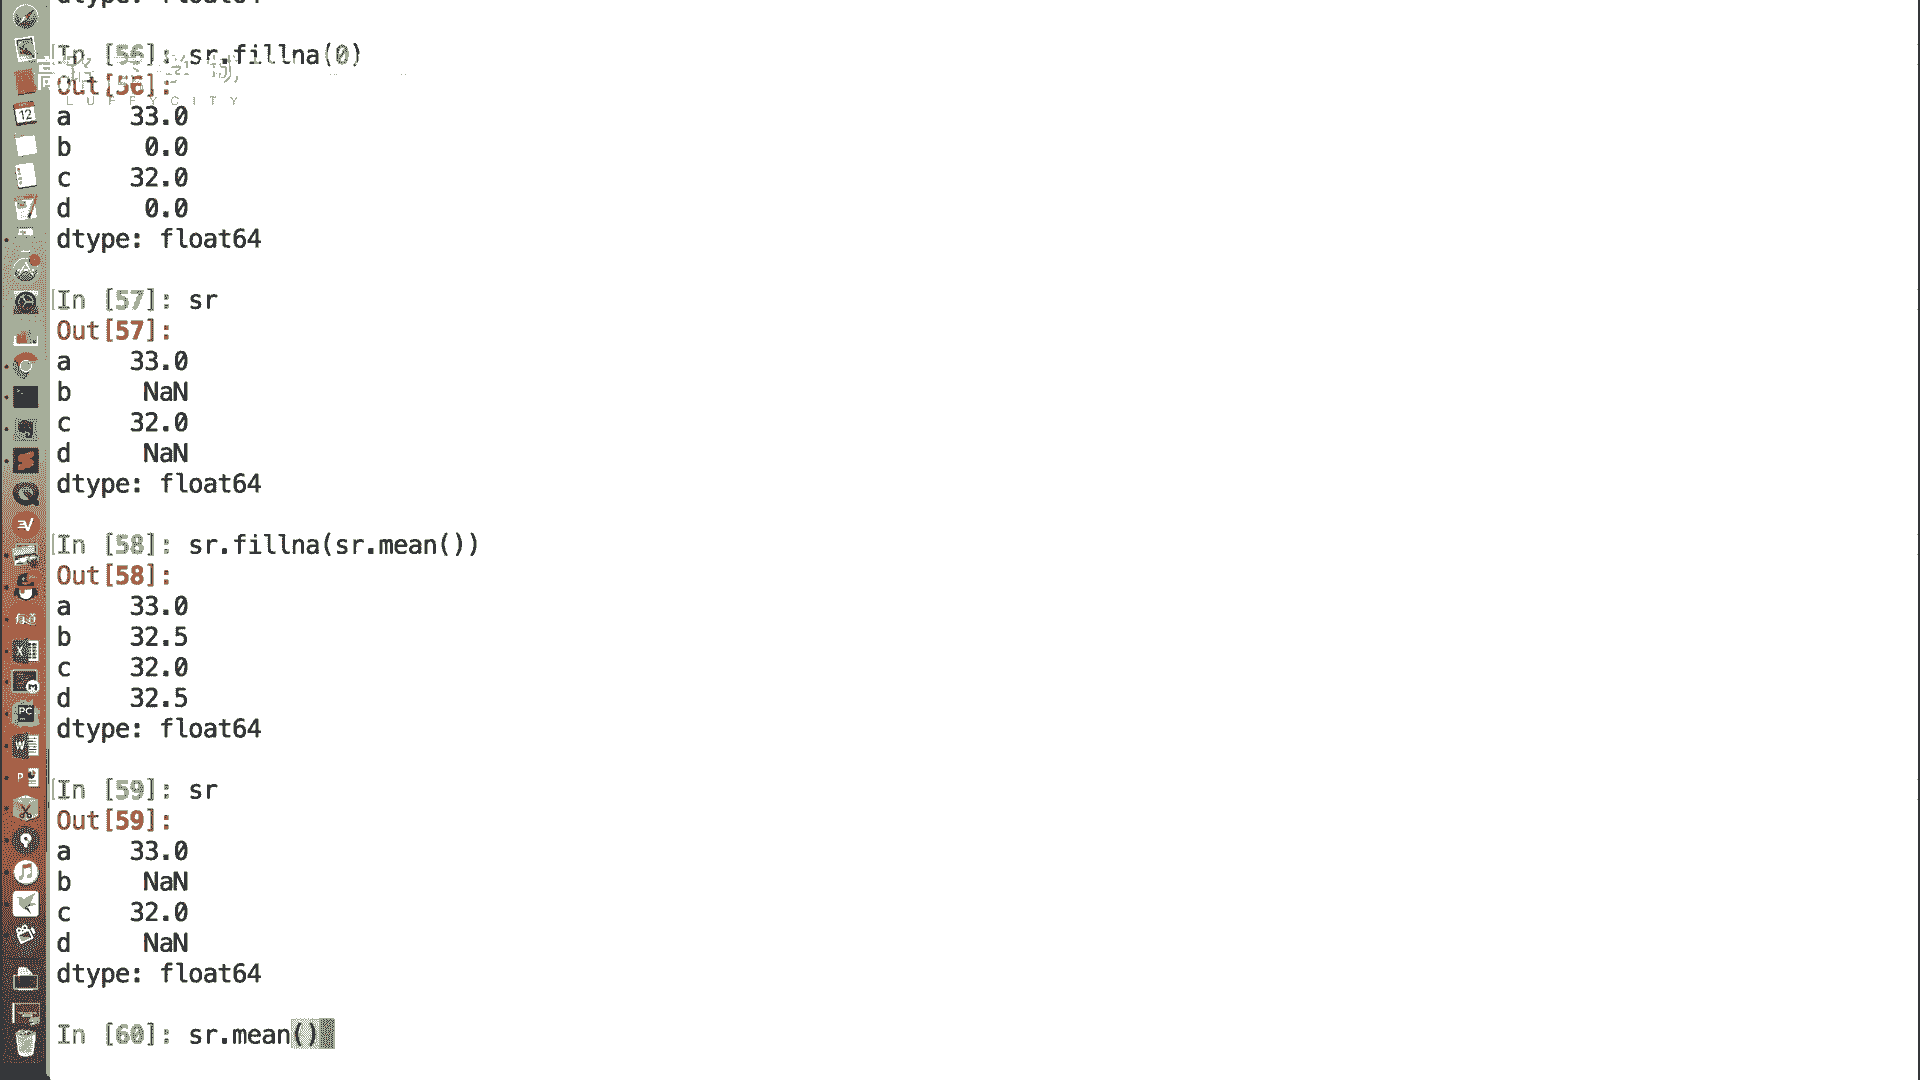 In [56]: sr.fillna(0)
Out[56]:
LUFFYCITY
a     33.0
b      0.0
c     32.0
d      0.0
dtype: float64
In [57]: sr
Out[57]:
a     33.0
b      NaN
c     32.0
d      NaN
dtype: float64
In [58]: sr.fillna(sr.mean())
Out[58]:
a     33.0
b     32.5
c     32.0
d     32.5
dtype: float64
In [59]: sr
Out[59]:
a     33.0
b      NaN
c     32.0
d      NaN
dtype: float64
In [60]: sr.mean()